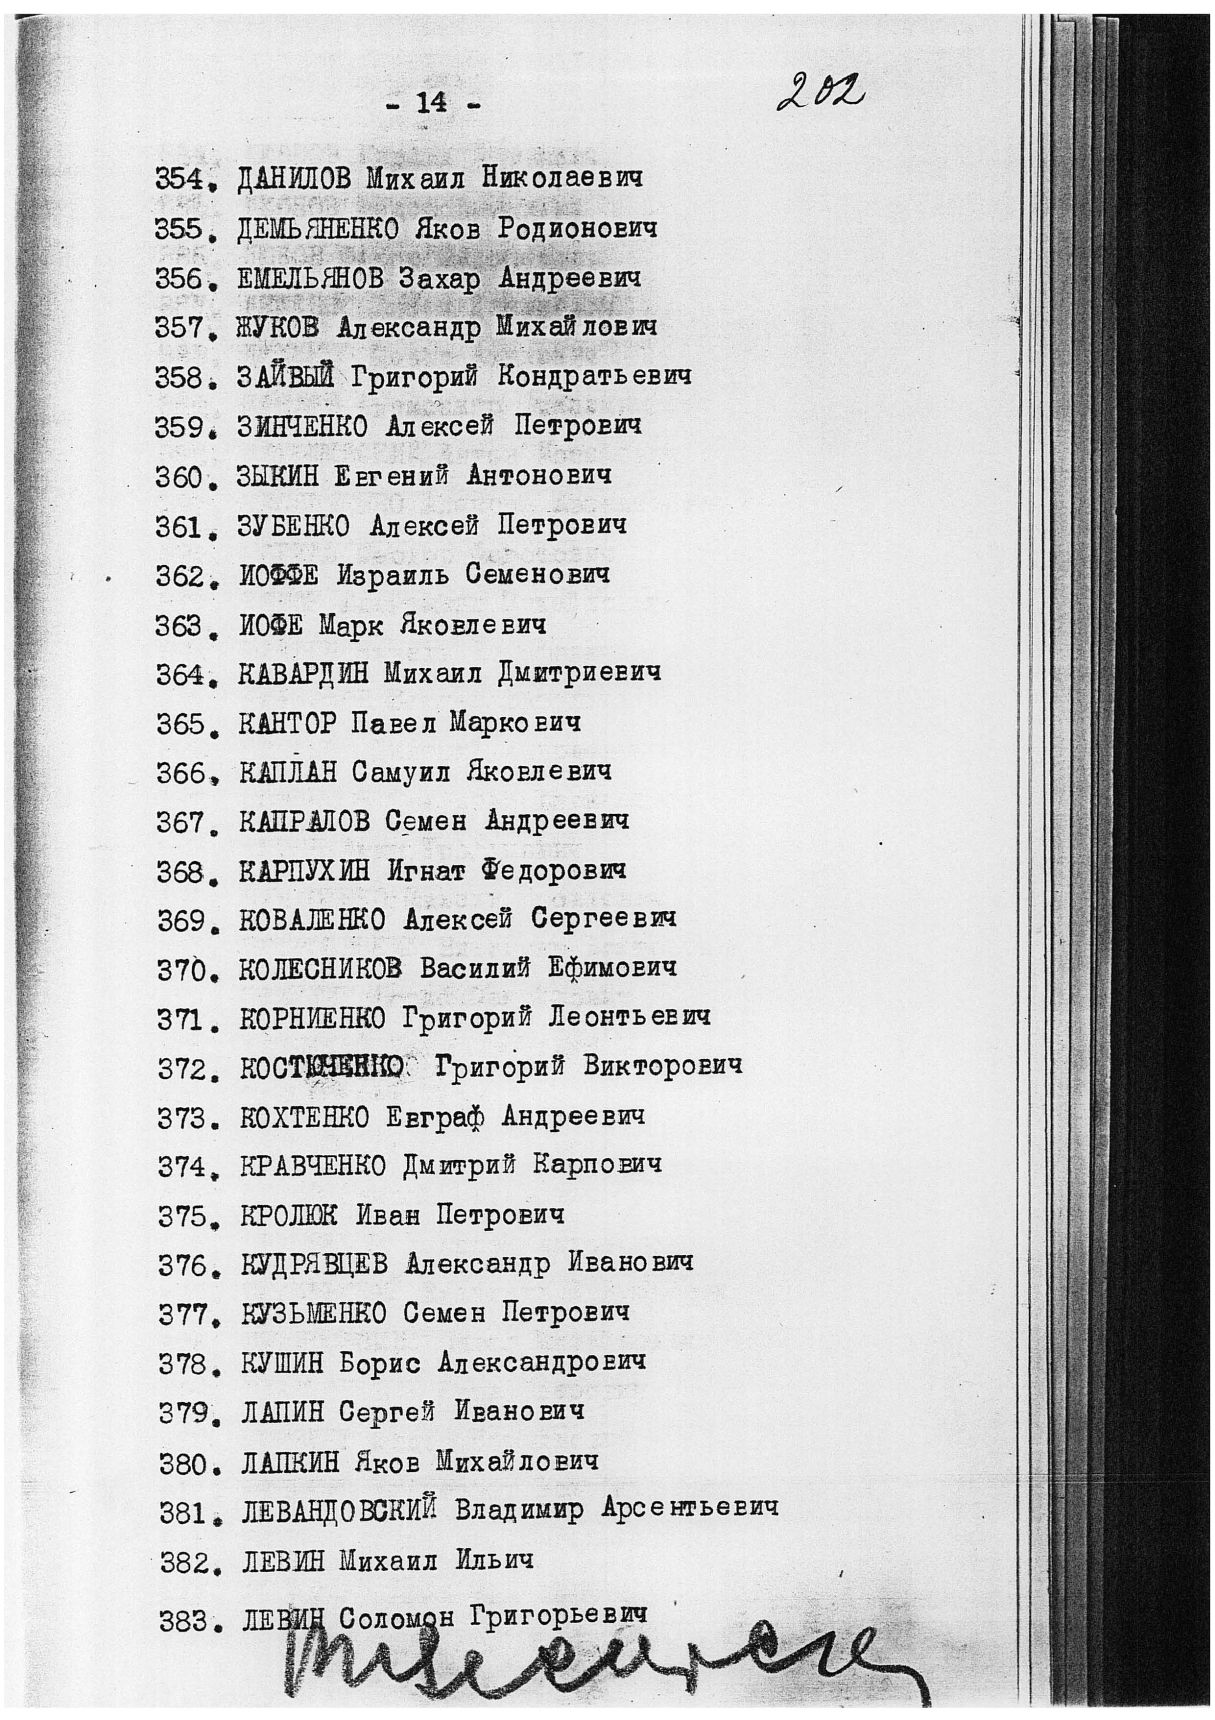 - 14 -
202
354. ДАНИЛОВ Михаил Николаевич
355. ДЕМЬЯНЕНКО Яков Родионович
356. ЕМЕЛЬЯНОВ Захар Андреевич
357. ЖУКОВ Александр Михайлович
358. ЗАЙВЫЙ Григорий Кондратьевич
359. ЗИНЧЕНКО Алексей Петрович
360. ЗЫКИН Евгений Антонович
361. ЗУБЕНКО Алексей Петрович
362. ИОФФЕ Израиль Семенович
363. ИОФЕ Марк Яковлевич
364. КАВАРДИН Михаил Дмитриевич
365. КАНТОР Павел Маркович
366. КАПЛАН Самуил Яковлевич
367. КАПРАЛОВ Семен Андреевич
368. КАРПУХИН Игнат Федорович
369. КОВАЛЕНКО Алексей Сергеевич
370. КОЛЕСНИКОВ Василий Ефимович
371. КОРНИЕНКО Григорий Леонтьевич
372. КОСТЮЧЕНКО Григорий Викторович
373. КОХТЕНКО Евграф Андреевич
374. КРАВЧЕНКО Дмитрий Карпович
375. КРОЛЮК Иван Петрович
376. КУДРЯВЦЕВ Александр Иванович
377. КУЗЬМЕНКО Семен Петрович
378. КУШИН Борис Александрович
379. ЛАПИН Сергей Иванович
380. ЛАПКИН Яков Михайлович
381. ЛЕВАНДОВСКИЙ Владимир Арсентьевич
382. ЛЕВИН Михаил Ильич
383. ЛЕВИН Соломон Григорьевич